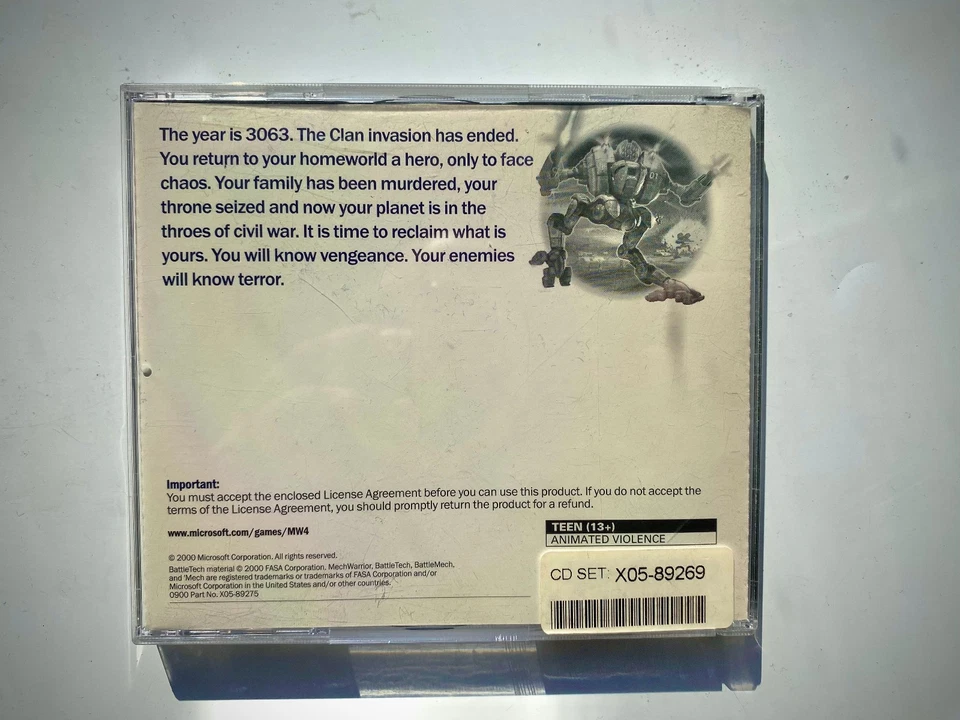 The year is 3063. The Clan invasion has ended.
You return to your homeworld a hero, only to face
chaos. Your family has been murdered, your
throne seized and now your planet is in the
throes of civil war. It is time to reclaim what is
yours. You will know vengeance. Your enemies
will know terror.
Important:
You must accept the enclosed License Agreement before you can use this product. If you do not accept the
terms of the License Agreement, you should promptly return the product for a refund.
www.microsoft.com/games/MW4
© 2000 Microsoft Corporation. All rights reserved.
BattleTech material © 2000 FASA Corporation. MechWarrior, BattleTech, BattleMech,
and 'Mech are registered trademarks or trademarks of FASA Corporation and/or
Microsoft Corporation in the United States and/or other countries.
0900 Part No. X05-89275
TEEN (13+)
ANIMATED VIOLENCE
CD SET: X05-89269